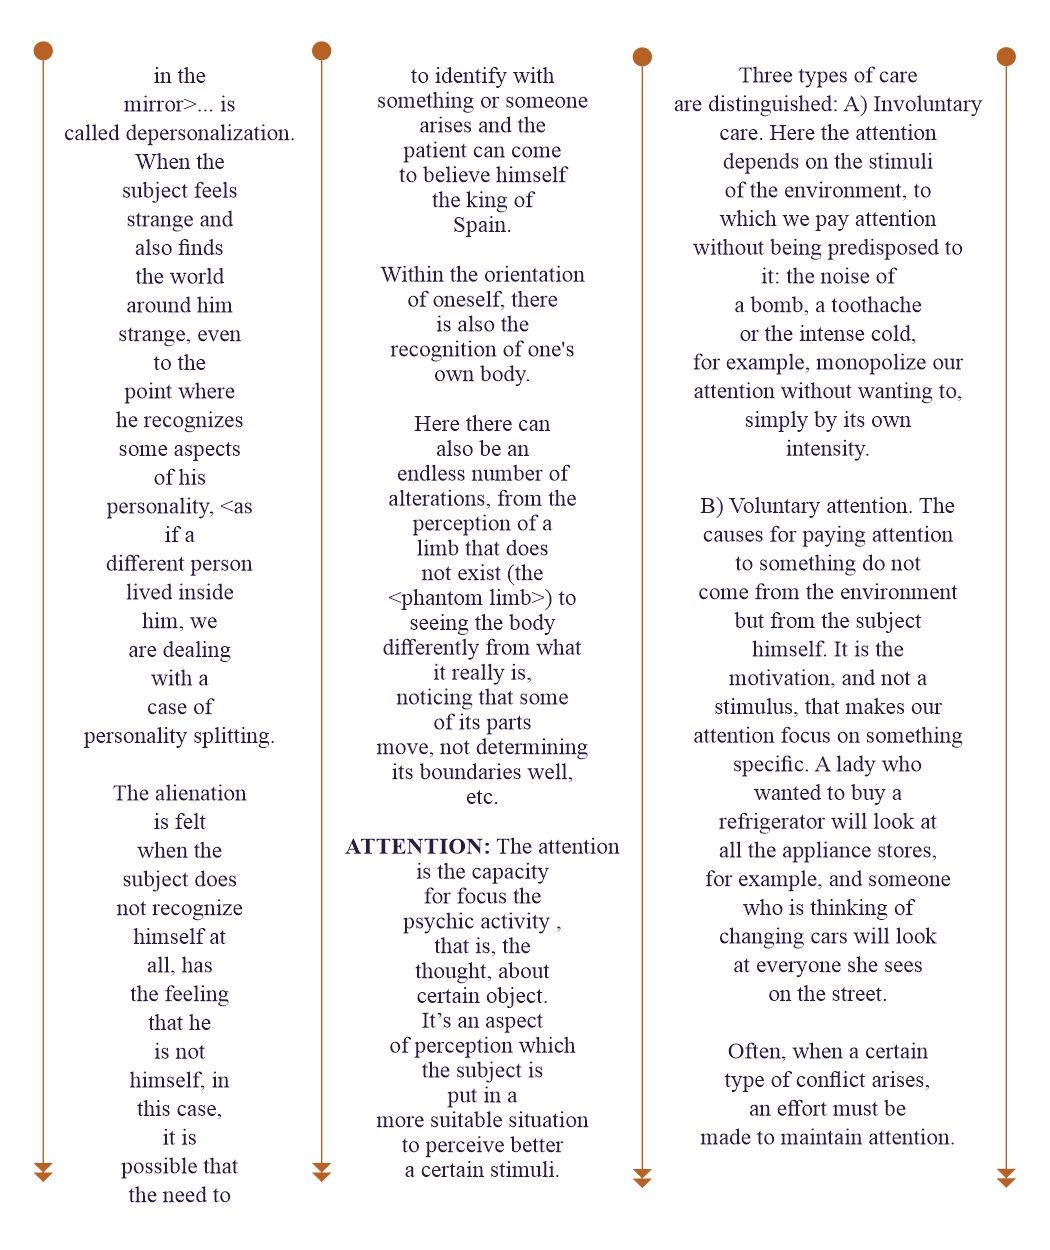 in the
mirror>... is
called depersonalization.
When the
subject feels
strange and
also finds
the world
around him
strange, even
to the
point where
he recognizes
some aspects
of his
personality, <as
if a
different person
lived inside
him, we
are dealing
with a
case of
personality splitting.
The alienation
is felt
when the
subject does
not recognize
himself at
all, has
the feeling
that he
is not
himself, in
this case,
it is
possible that
the need to
to identify with
something or someone
arises and the
patient can come
to believe himself
the king of
Spain.
Within the orientation
of oneself, there
is also the
recognition of one's
own body.
Here there can
also be an
endless number of
alterations, from the
perception of a
limb that does
not exist (the
<phantom limb>) to
seeing the body
differently from what
it really is,
noticing that some
of its parts
move, not determining
its boundaries well,
etc.
ATTENTION: The attention
is the capacity
for focus the
psychic activity ,
that is, the
thought, about
certain object.
It’s an aspect
of perception which
the subject is
put in a
more suitable situation
to perceive better
a certain stimuli.
Three types of care
are distinguished: A) Involuntary
care. Here the attention
depends on the stimuli
of the environment, to
which we pay attention
without being predisposed to
it: the noise of
a bomb, a toothache
or the intense cold,
for example, monopolize our
attention without wanting to,
simply by its own
intensity.
B) Voluntary attention. The
causes for paying attention
to something do not
come from the environment
but from the subject
himself. It is the
motivation, and not a
stimulus, that makes our
attention focus on something
specific. A lady who
wanted to buy a
refrigerator will look at
all the appliance stores,
for example, and someone
who is thinking of
changing cars will look
at everyone she sees
on the street.
Often, when a certain
type of conflict arises,
an effort must be
made to maintain attention.